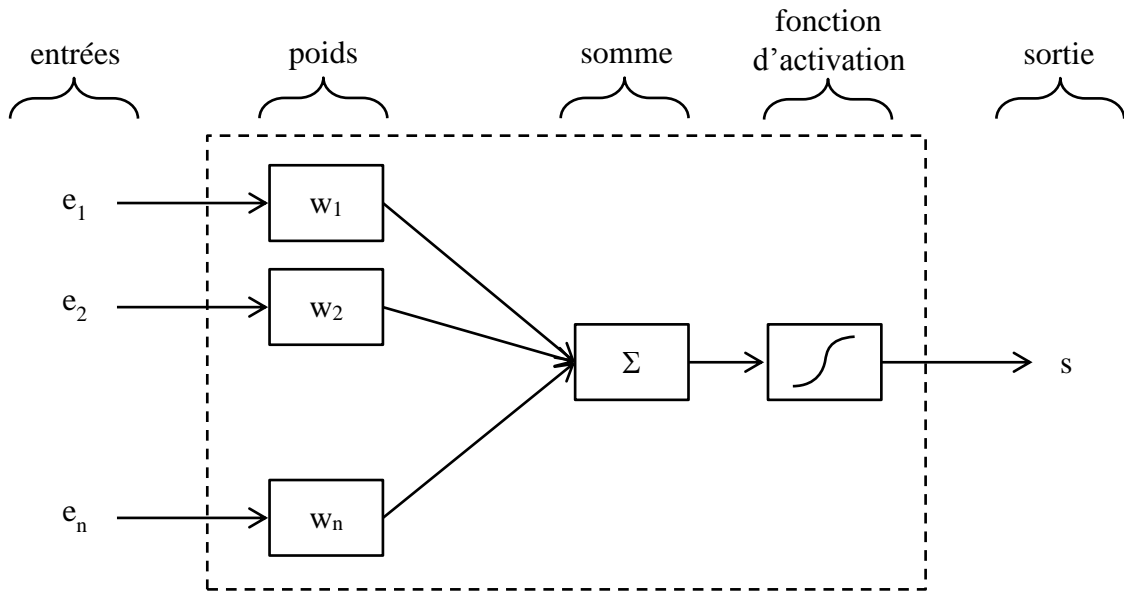 entrées
poids
somme
fonction
d’activation
sortie
e1
w1
e2
w2
Σ
s
en
wn